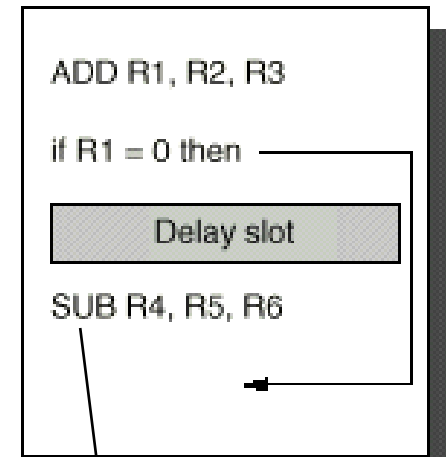 ADD R1, R2, R3
if R1 = 0 then
Delay slot
SUB R4, R5, R6